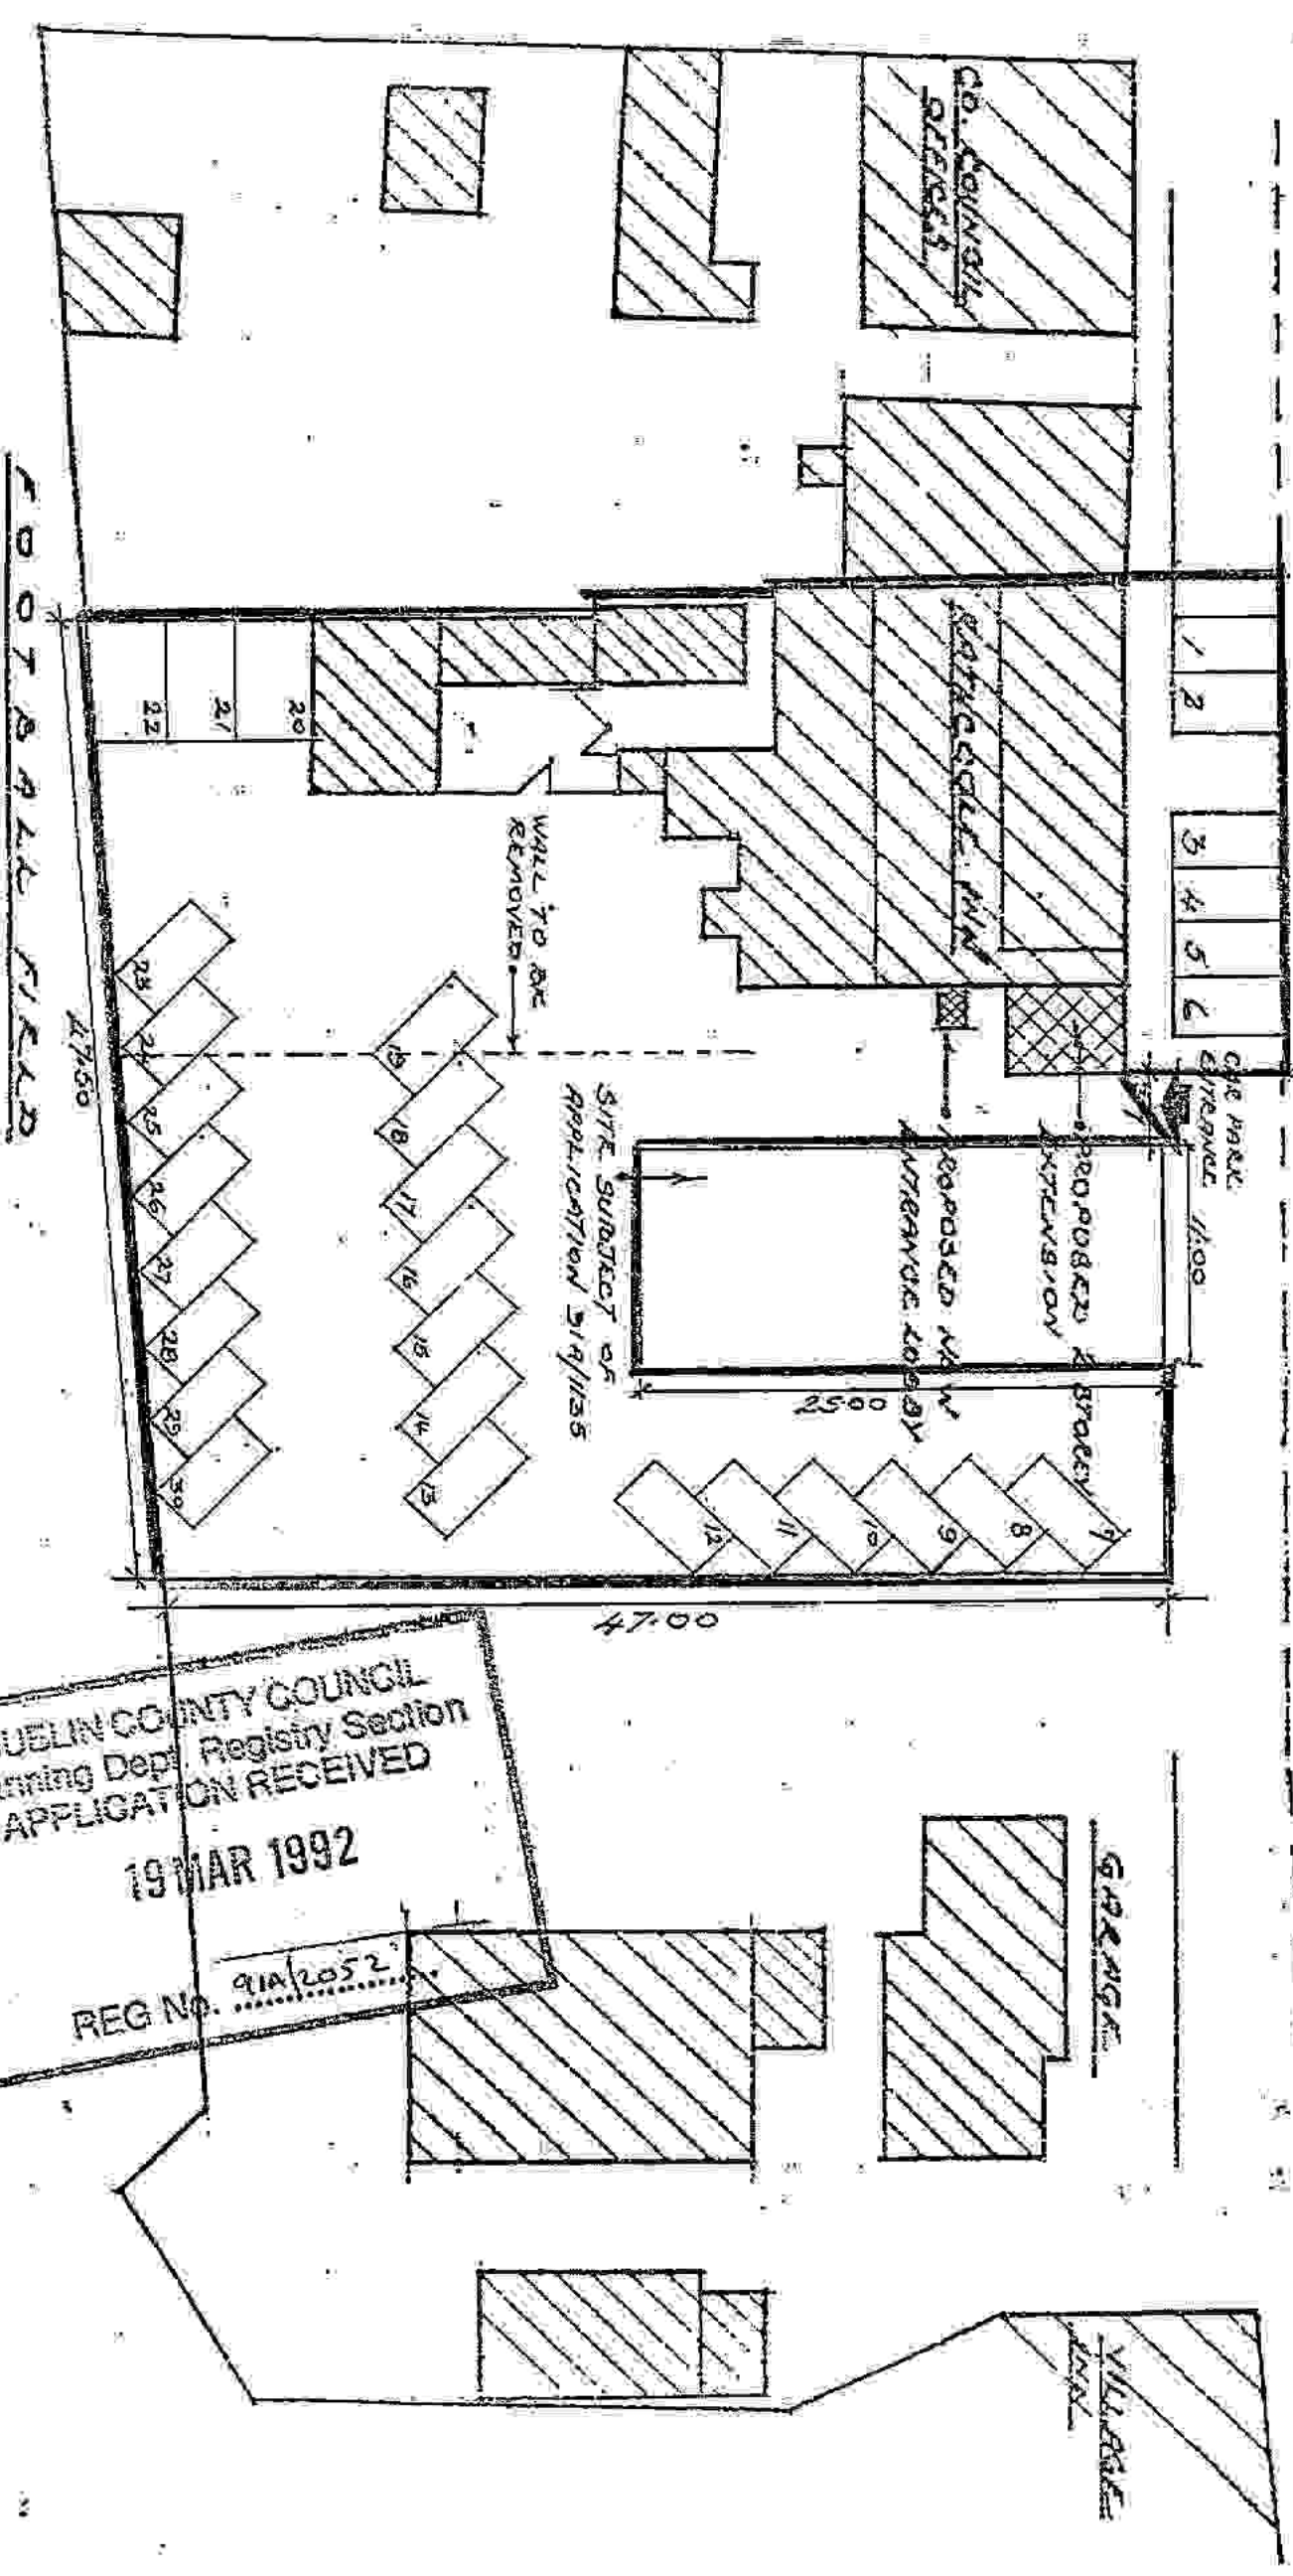 CO. COUNCIL
OFFICES
RATHCOOLE INN
1
2
3
4
5
6
CAR PARK
ENTRANCE
11.00
PROPOSED 2 STOREY
EXTENSION
PROPOSED NEW
ENTRANCE LOBBY
25.00
SITE SUBJECT OF
APPLICATION 91A/1135
WALL TO BE
REMOVED
7
8
9
10
11
12
19
18
17
16
15
14
13
20
21
22
23
24
25
26
27
28
29
30
47.50
47.00
FOOTBALL FIELD
GARAGE
VILLAGE
INN
DUBLIN COUNTY COUNCIL
Planning Dept. Registry Section
APPLICATION RECEIVED
19 MAR 1992
REG No. 91A/2052